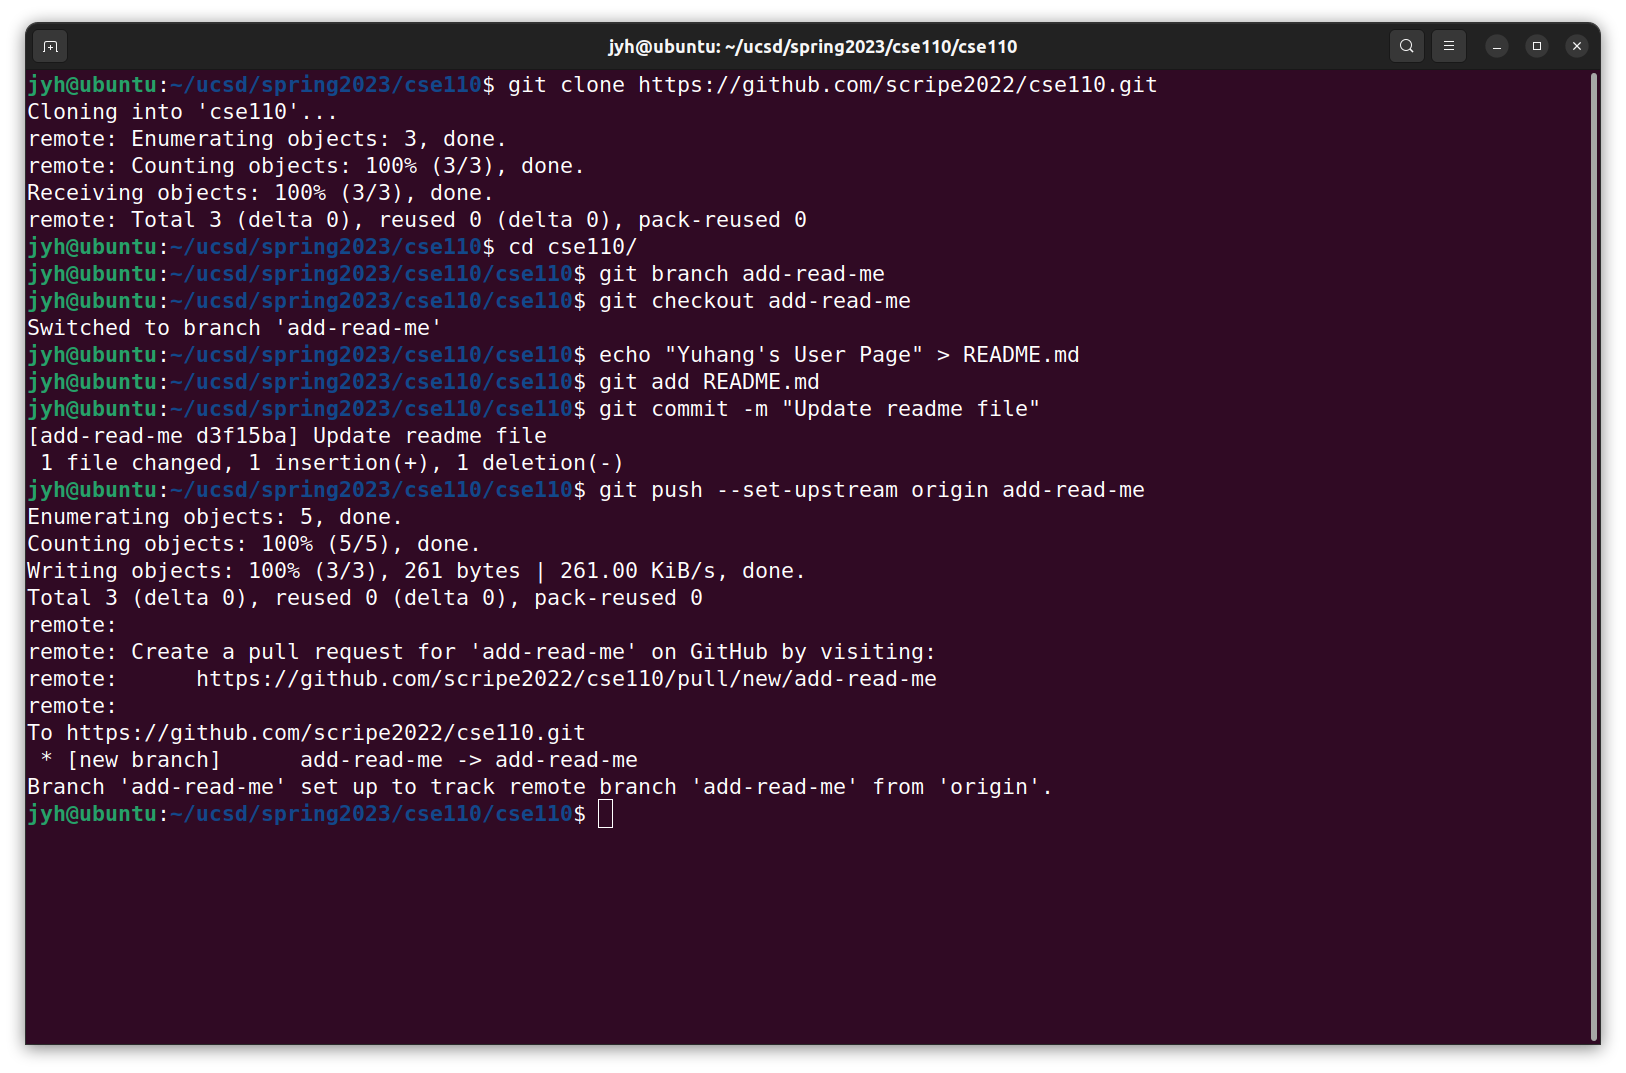 jyh@ubuntu: ~/ucsd/spring2023/cse110/cse110
jyh@ubuntu:~/ucsd/spring2023/cse110$ git clone https://github.com/scripe2022/cse110.git
Cloning into 'cse110'...
remote: Enumerating objects: 3, done.
remote: Counting objects: 100% (3/3), done.
Receiving objects: 100% (3/3), done.
remote: Total 3 (delta 0), reused 0 (delta 0), pack-reused 0
jyh@ubuntu:~/ucsd/spring2023/cse110$ cd cse110/
jyh@ubuntu:~/ucsd/spring2023/cse110/cse110$ git branch add-read-me
jyh@ubuntu:~/ucsd/spring2023/cse110/cse110$ git checkout add-read-me
Switched to branch 'add-read-me'
jyh@ubuntu:~/ucsd/spring2023/cse110/cse110$ echo "Yuhang's User Page" > README.md
jyh@ubuntu:~/ucsd/spring2023/cse110/cse110$ git add README.md
jyh@ubuntu:~/ucsd/spring2023/cse110/cse110$ git commit -m "Update readme file"
[add-read-me d3f15ba] Update readme file
 1 file changed, 1 insertion(+), 1 deletion(-)
jyh@ubuntu:~/ucsd/spring2023/cse110/cse110$ git push --set-upstream origin add-read-me
Enumerating objects: 5, done.
Counting objects: 100% (5/5), done.
Writing objects: 100% (3/3), 261 bytes | 261.00 KiB/s, done.
Total 3 (delta 0), reused 0 (delta 0), pack-reused 0
remote:
remote: Create a pull request for 'add-read-me' on GitHub by visiting:
remote:      https://github.com/scripe2022/cse110/pull/new/add-read-me
remote:
To https://github.com/scripe2022/cse110.git
 * [new branch]      add-read-me -> add-read-me
Branch 'add-read-me' set up to track remote branch 'add-read-me' from 'origin'.
jyh@ubuntu:~/ucsd/spring2023/cse110/cse110$